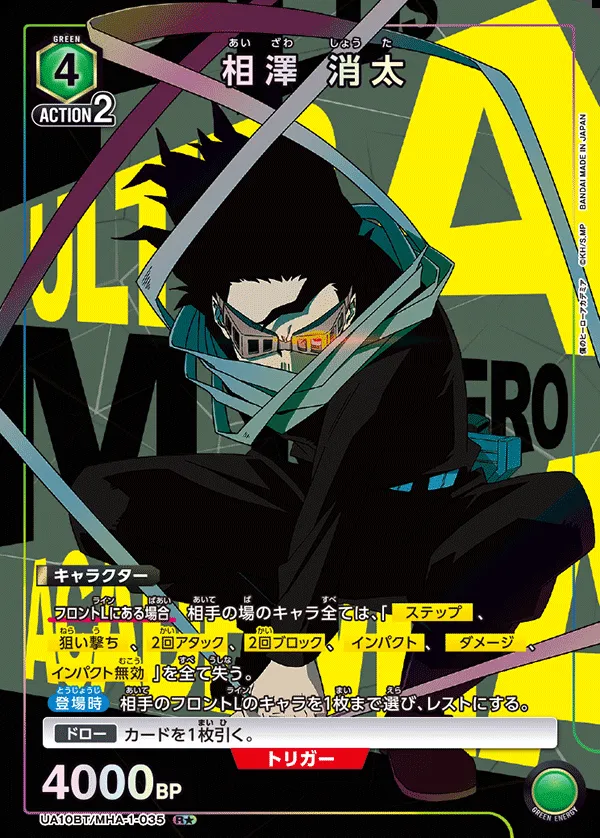 GREEN
4
ACTION2
相澤 消太
あい ざわ しょう た
BANDAI MADE IN JAPAN
©KH/S.MP
僕のヒーローアカデミア
ULTRA
HERO
キャラクター
フロントLにある場合 相手の場のキャラ全ては、「 ステップ 、
狙い撃ち 、 2回アタック 、 2回ブロック 、 インパクト 、 ダメージ 、
インパクト無効 」を全て失う。
登場時 相手のフロントLのキャラを1枚まで選び、レストにする。
ドロー カードを1枚引く。
トリガー
4000BP
UA10BT/MHA-1-035 R★
GREEN ENERGY